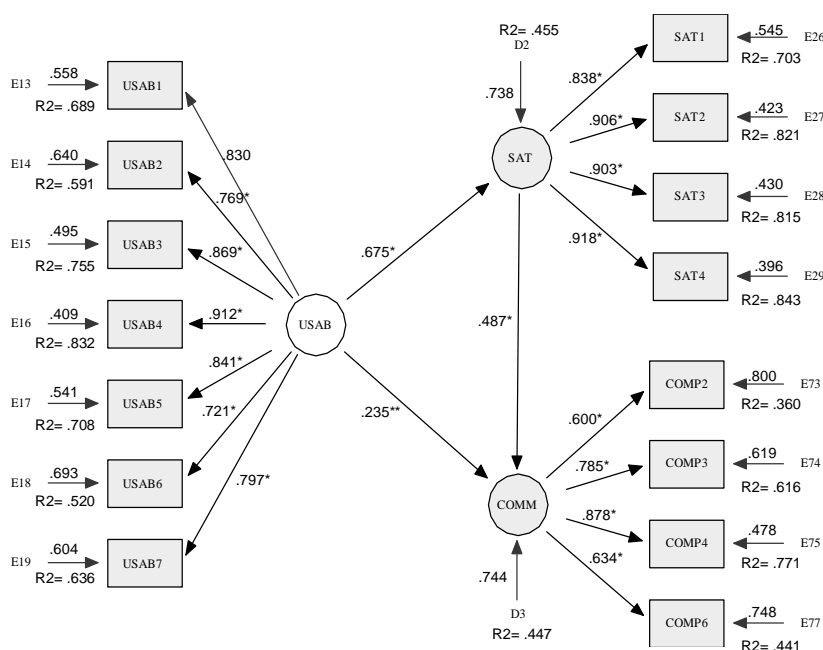 E13
.558
R2= .689
USAB1
E14
.640
R2= .591
USAB2
E15
.495
R2= .755
USAB3
E16
.409
R2= .832
USAB4
E17
.541
R2= .708
USAB5
E18
.693
R2= .520
USAB6
E19
.604
R2= .636
USAB7
.830
.769*
.869*
.912*
.841*
.721*
.797*
USAB
.675*
.235**
R2= .455
D2
.738
SAT
.487*
COMM
.744
D3
R2= .447
.838*
.906*
.903*
.918*
SAT1
.545
E26
R2= .703
SAT2
.423
E27
R2= .821
SAT3
.430
E28
R2= .815
SAT4
.396
E29
R2= .843
.600*
.785*
.878*
.634*
COMP2
.800
E73
R2= .360
COMP3
.619
E74
R2= .616
COMP4
.478
E75
R2= .771
COMP6
.748
E77
R2= .441